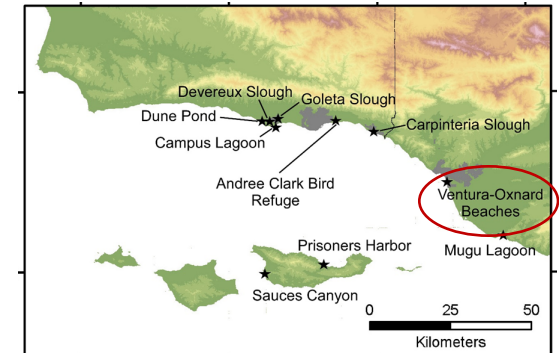 Devereux Slough
Goleta Slough
Dune Pond
Campus Lagoon
Carpinteria Slough
Andree Clark Bird
Refuge
Ventura-Oxnard
Beaches
Mugu Lagoon
Prisoners Harbor
Sauces Canyon
0 25 50
Kilometers